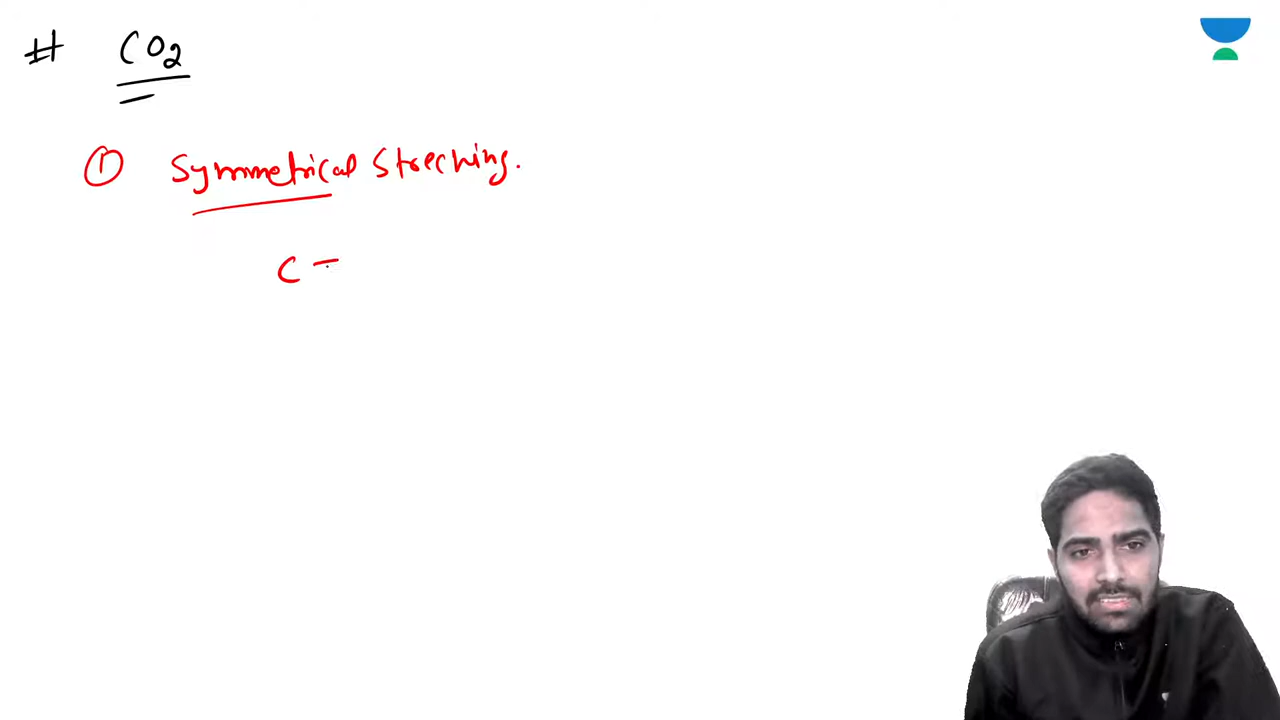 # CO2
① Symmetrical Streching.
C =